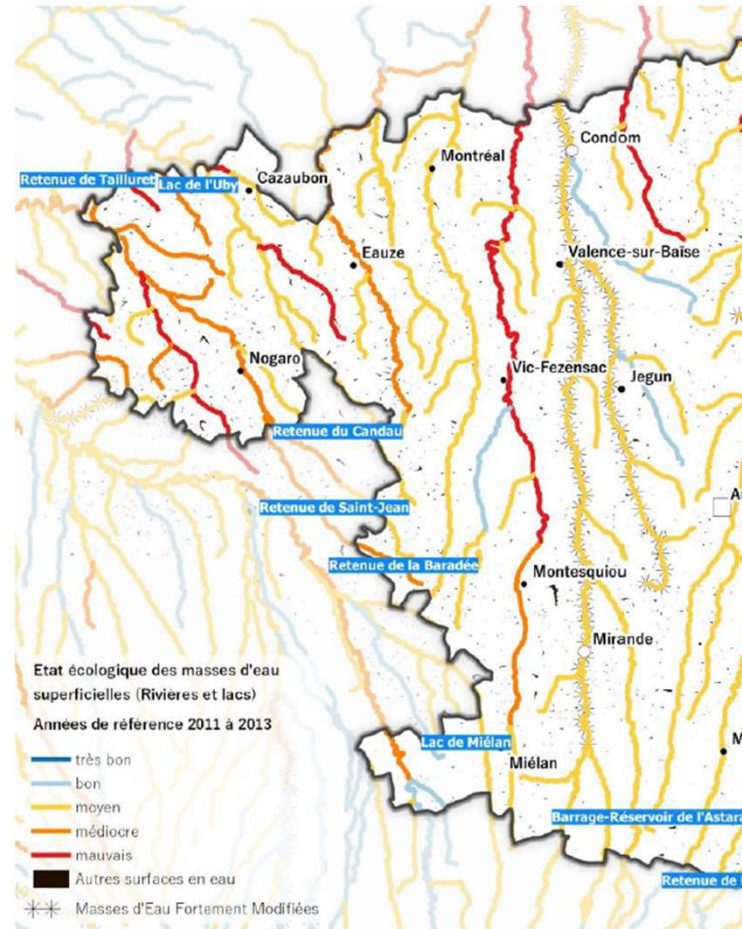 Condom
Montréal
Retenue de Tailluret
Lac de l'Uby
Cazaubon
Eauze
Valence-sur-Baïse
Nogaro
Vic-Fezensac
Jegun
Retenue du Candau
Retenue de Saint-Jean
Retenue de la Baradée
Montesquiou
Mirande
Etat écologique des masses d'eau
superficielles (Rivières et lacs)
Années de référence 2011 à 2013
Lac de Miélan
Miélan
très bon
bon
moyen
médiocre
mauvais
Autres surfaces en eau
Masses d'Eau Fortement Modifiées
Barrage-Réservoir de l'Astara
Retenue de